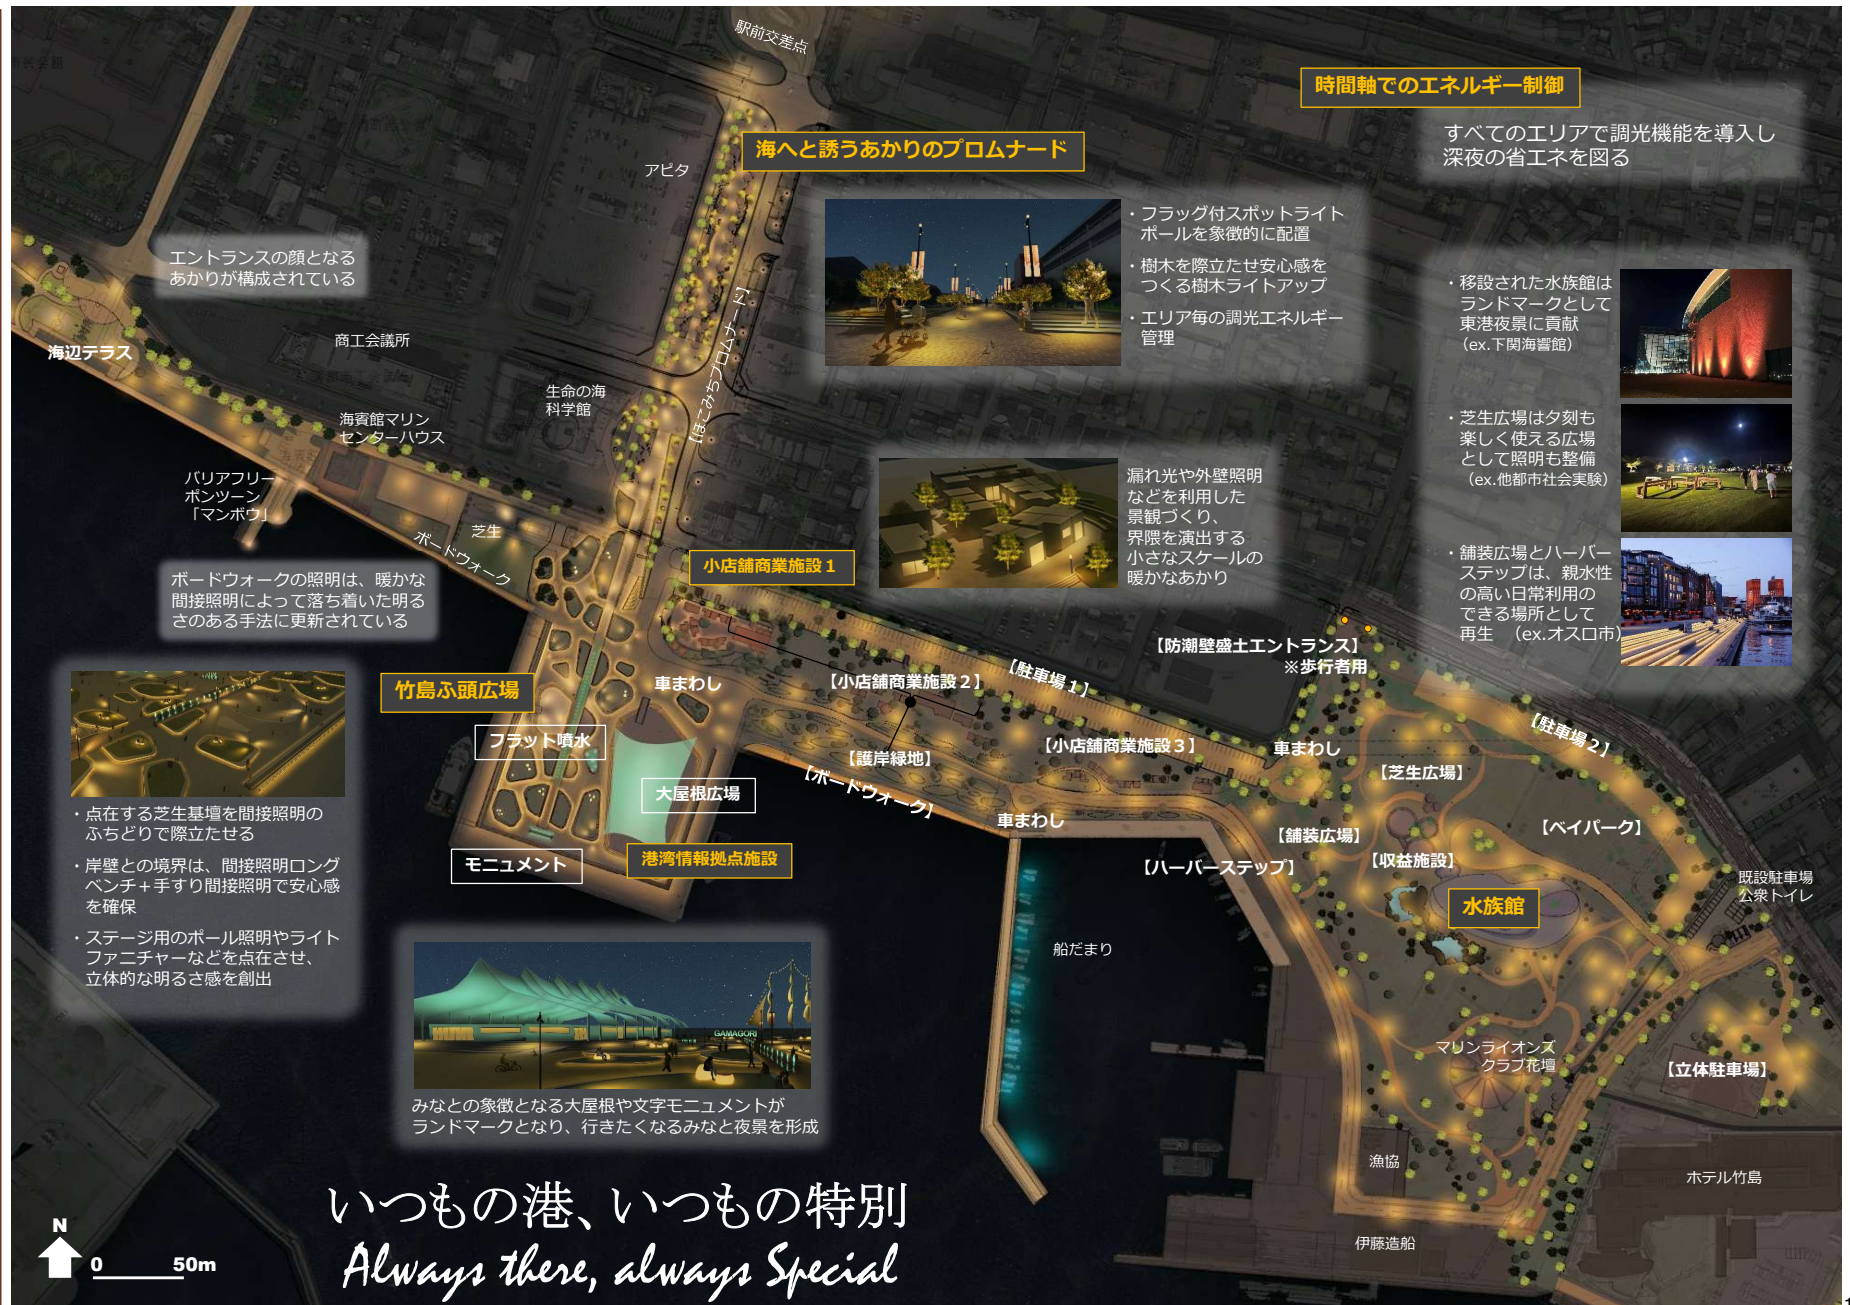 駅前交差点
時間軸でのエネルギー制御
すべてのエリアで調光機能を導入し
深夜の省エネを図る
海へと誘うあかりのプロムナード
アピタ
・フラッグ付スポットライト
ポールを象徴的に配置
・樹木を際立たせ安心感を
つくる樹木ライトアップ
・エリア毎の調光エネルギー
管理
エントランスの顔となる
あかりが構成されている
・移設された水族館は
ランドマークとして
東港夜景に貢献
（ex.下関海響館）
海辺テラス
商工会議所
【ほこみちプロムナード】
生命の海
科学館
海賓館マリン
センターハウス
・芝生広場は夕刻も
楽しく使える広場
として照明も整備
（ex.他都市社会実験）
バリアフリー
ポンツーン
「マンボウ」
芝生
ボードウォーク
漏れ光や外壁照明
などを利用した
景観づくり、
界隈を演出する
小さなスケールの
暖かなあかり
小店舗商業施設１
・舗装広場とハーバー
ステップは、親水性
の高い日常利用の
できる場所として
再生　（ex.オスロ市）
ボードウォークの照明は、暖かな
間接照明によって落ち着いた明る
さのある手法に更新されている
【防潮壁盛土エントランス】
※歩行者用
竹島ふ頭広場
車まわし
【小店舗商業施設２】
【駐車場１】
【駐車場２】
フラット噴水
【護岸緑地】
【小店舗商業施設３】
車まわし
【芝生広場】
大屋根広場
【ボードウォーク】
車まわし
【舗装広場】
【ベイパーク】
・点在する芝生基壇を間接照明の
ふちどりで際立たせる
・岸壁との境界は、間接照明ロング
ベンチ＋手すり間接照明で安心感
を確保
・ステージ用のポール照明やライト
ファニチャーなどを点在させ、
立体的な明るさ感を創出
モニュメント
港湾情報拠点施設
【ハーバーステップ】
【収益施設】
水族館
既設駐車場
公衆トイレ
船だまり
GAMAGORI
みなとの象徴となる大屋根や文字モニュメントが
ランドマークとなり、行きたくなるみなと夜景を形成
マリンライオンズ
クラブ花壇
【立体駐車場】
漁協
ホテル竹島
伊藤造船
いつもの港、いつもの特別
Always there, always Special
N
0 50m